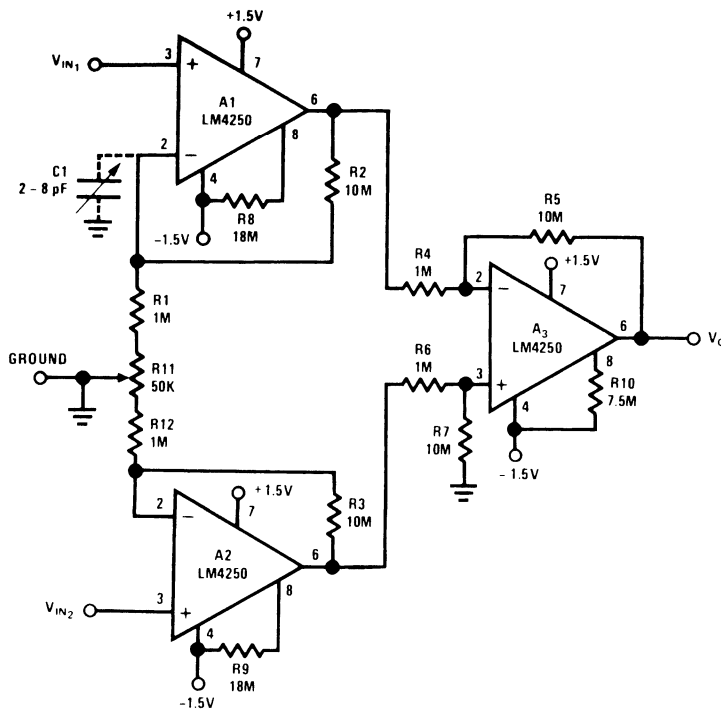 +1.5V
V_IN1
3
+
7
A1
LM4250
6
8
2
−
C1
2 – 8 pF
4
R8
18M
−1.5V
R2
10M
R1
1M
GROUND
R11
50K
R12
1M
R4
1M
R5
10M
+1.5V
2
−
7
A3
LM4250
6
8
V
R6
1M
3
+
4
R10
7.5M
R7
10M
– 1.5V
+1.5V
2
−
7
R3
10M
A2
LM4250
6
8
V_IN2
3
+
4
R9
18M
−1.5V